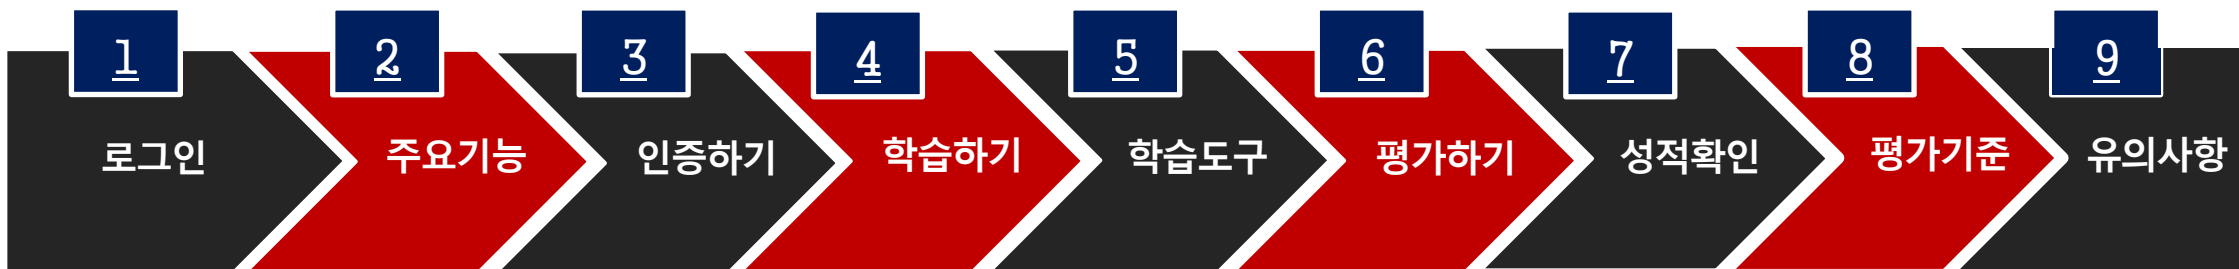 1 2 3 4 5 6 7 8 9
로그인 주요기능 인증하기 학습하기 학습도구 평가하기 성적확인 평가기준 유의사항